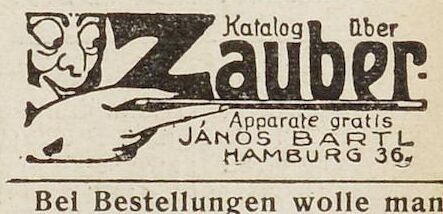 Katalog über
Zauber-
Apparate gratis
JÁNOS BARTL
HAMBURG 36.
Bei Bestellungen wolle man